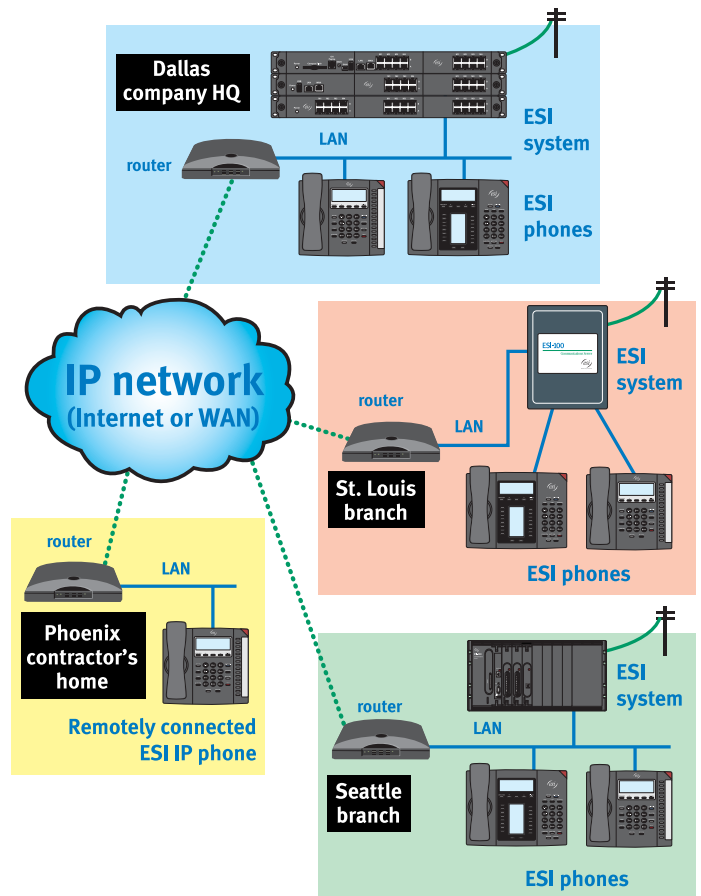 Dallas
company HQ
ESI
system
LAN
router
ESI
phones
IP network
(Internet or WAN)
ESI-100
Communications Server
ESI
system
router
LAN
St. Louis
branch
ESI phones
router
LAN
Phoenix
contractor's
home
Remotely connected
ESI IP phone
ESI
system
router
LAN
Seattle
branch
ESI phones